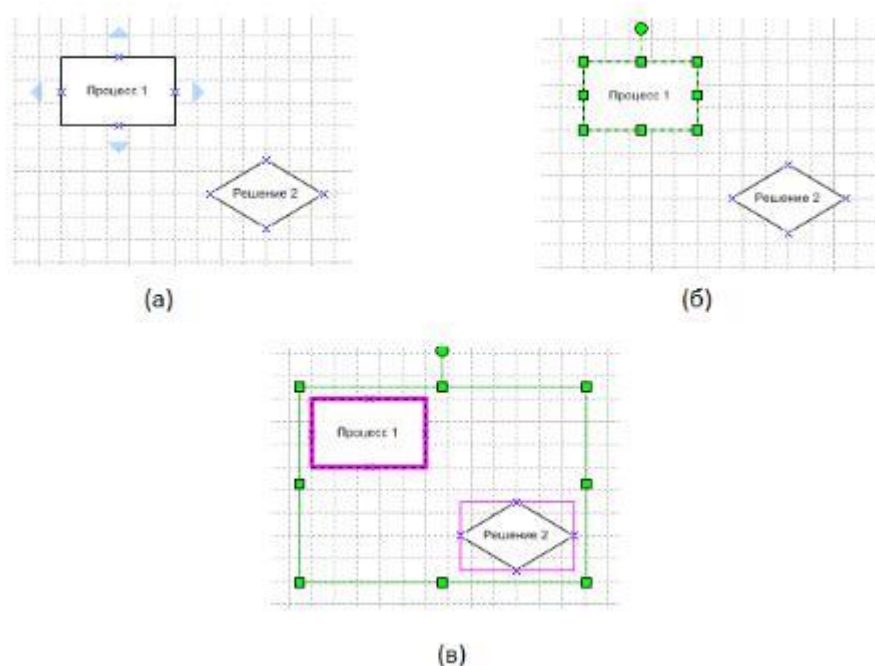 Процесс 1
Решение 2
(а)
Процесс 1
Решение 2
(б)
Процесс 1
Решение 2
(в)